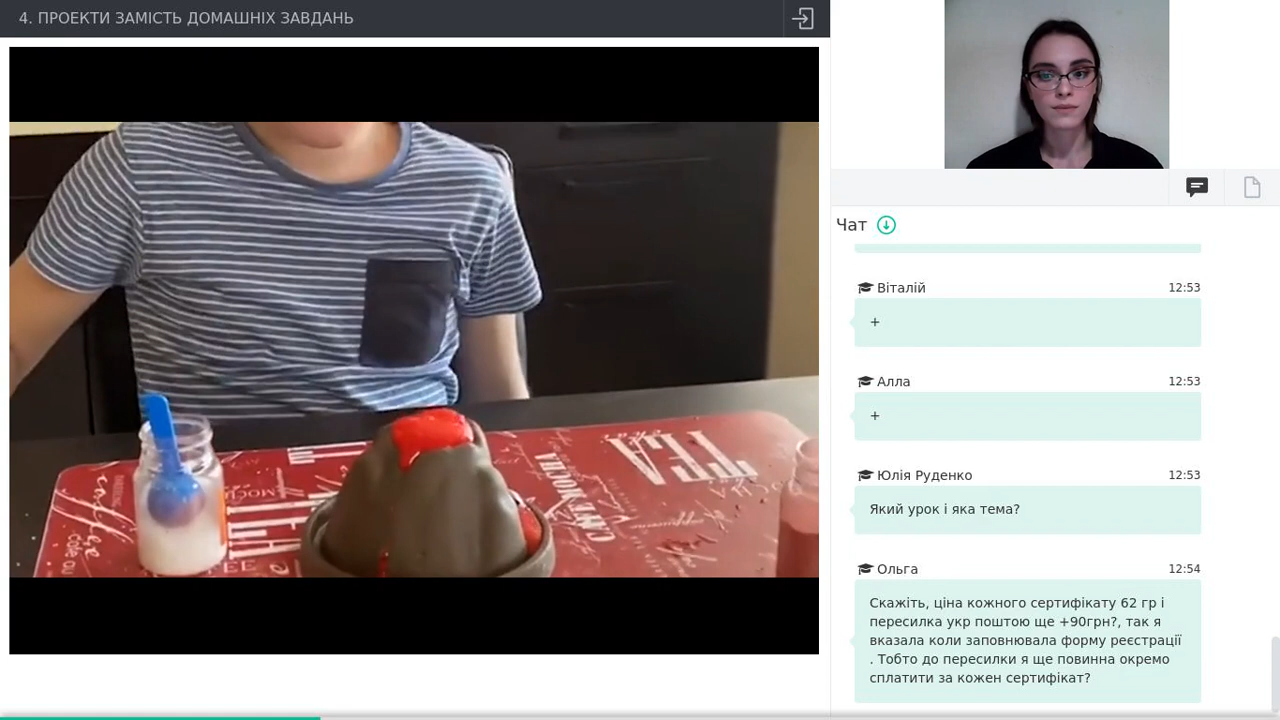 4. ПРОЕКТИ ЗАМІСТЬ ДОМАШНІХ ЗАВДАНЬ
TEA
MOCHA
COFFEE
Чат
Віталій 12:53
+
Алла 12:53
+
Юлія Руденко 12:53
Який урок і яка тема?
Ольга 12:54
Скажіть, ціна кожного сертифікату 62 гр і
пересилка укр поштою ще +90грн?, так я
вказала коли заповнювала форму реєстрації
. Тобто до пересилки я ще повинна окремо
сплатити за кожен сертифікат?